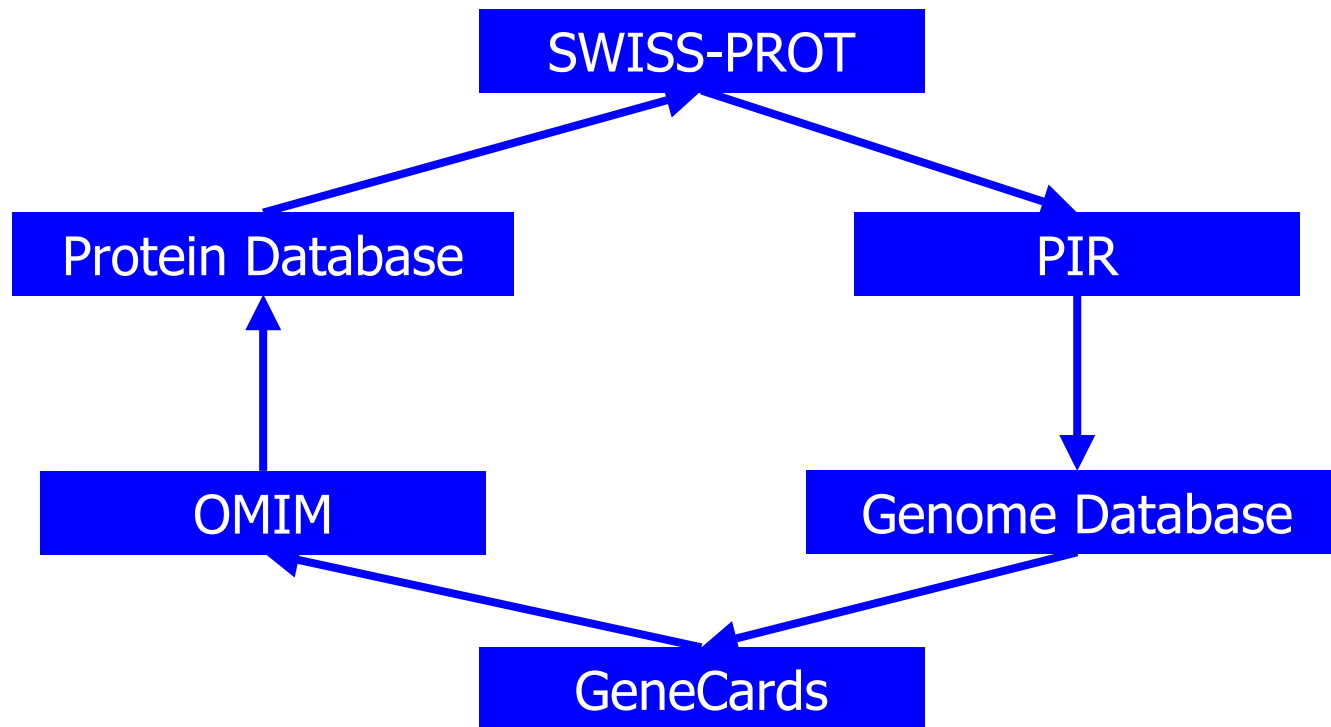 SWISS-PROT
Protein Database
PIR
OMIM
Genome Database
GeneCards